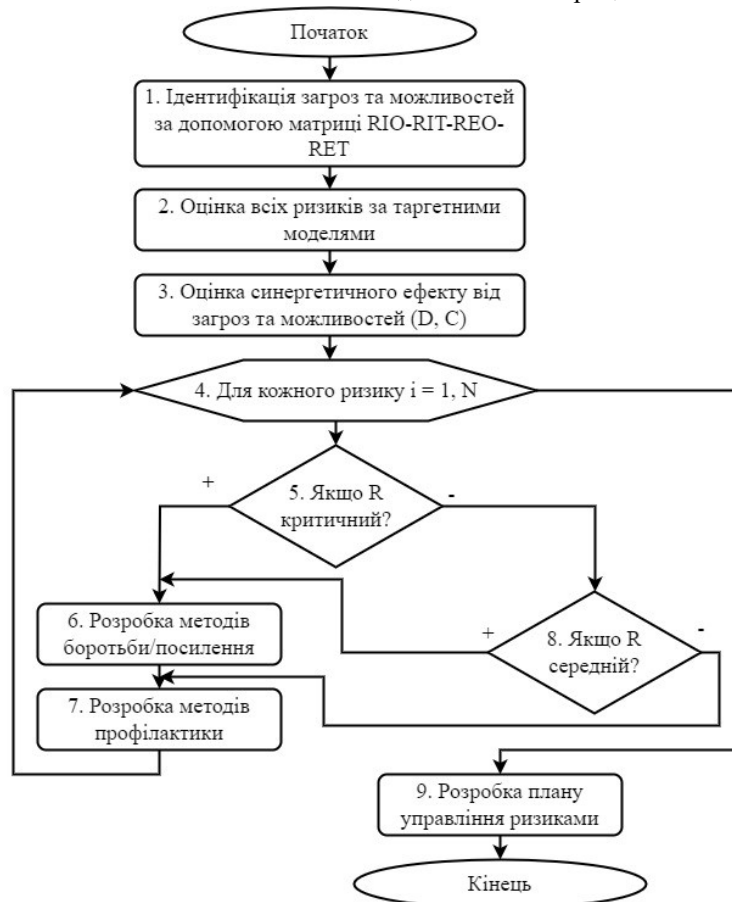 Початок
1. Ідентифікація загроз та можливостей
за допомогою матриці RIO-RIT-REO-
RET
2. Оцінка всіх ризиків за таргетними
моделями
3. Оцінка синергетичного ефекту від
загроз та можливостей (D, C)
4. Для кожного ризику i = 1, N
+
5. Якщо R
критичний?
-
6. Розробка методів
боротьби/посилення
+
8. Якщо R
середній?
-
7. Розробка методів
профілактики
9. Розробка плану
управління ризиками
Кінець